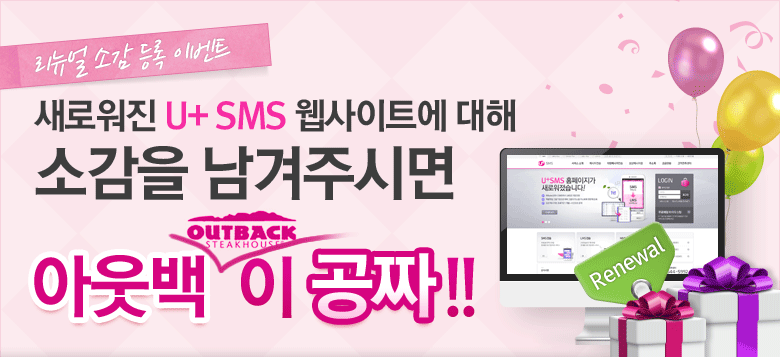 리뉴얼 소감 등록 이벤트
새로워진 U+ SMS 웹사이트에 대해
소감을 남겨주시면
OUTBACK
STEAKHOUSE
아웃백 이 공짜!!
U+SMS 홈페이지가
새로워졌습니다!
LOGIN
Renewal